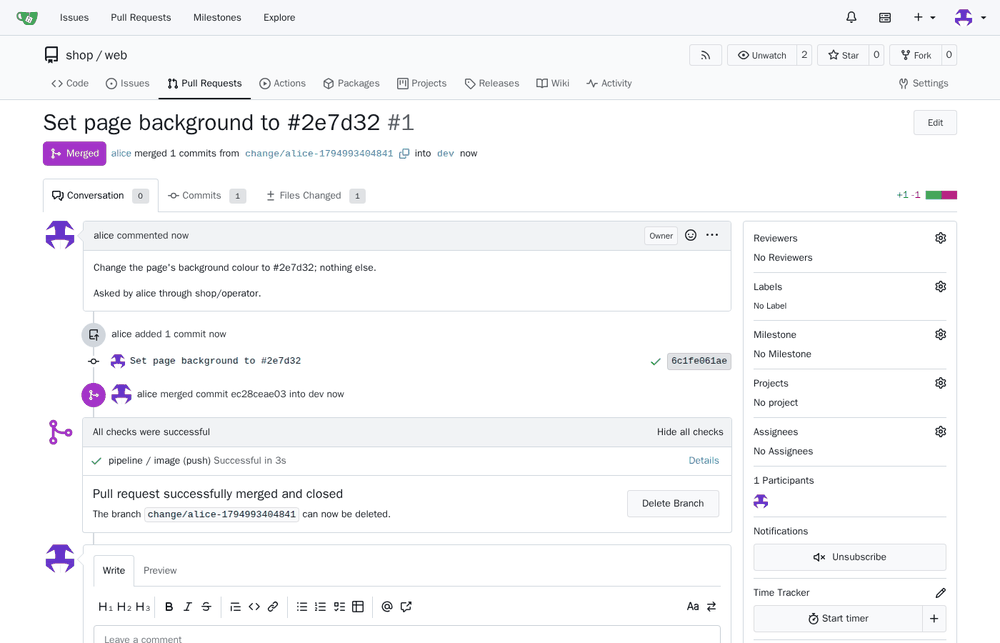 Issues Pull Requests Milestones Explore
shop / web
Unwatch 2 Star 0 Fork 0
Code Issues Pull Requests Actions Packages Projects Releases Wiki Activity Settings
Set page background to #2e7d32 #1
Edit
Merged alice merged 1 commits from change/alice-1794993404841 into dev now
Conversation 0 Commits 1 Files Changed 1 +1 -1
alice commented now Owner
Change the page's background colour to #2e7d32; nothing else.
Asked by alice through shop/operator.
alice added 1 commit now
Set page background to #2e7d32 6c1fe061ae
alice merged commit ec28ceae03 into dev now
All checks were successful Hide all checks
pipeline / image (push) Successful in 3s Details
Pull request successfully merged and closed
The branch change/alice-1794993404841 can now be deleted.
Delete Branch
Write Preview
H1 H2 H3 B I S Aa
Leave a comment
Reviewers
No Reviewers
Labels
No Label
Milestone
No Milestone
Projects
No project
Assignees
No Assignees
1 Participants
Notifications
Unsubscribe
Time Tracker
Start timer